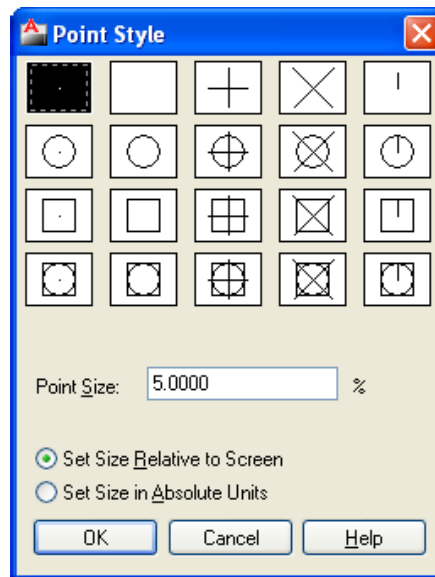 Point Style
Point Size: 5.0000 %
Set Size Relative to Screen
Set Size in Absolute Units
OK Cancel Help